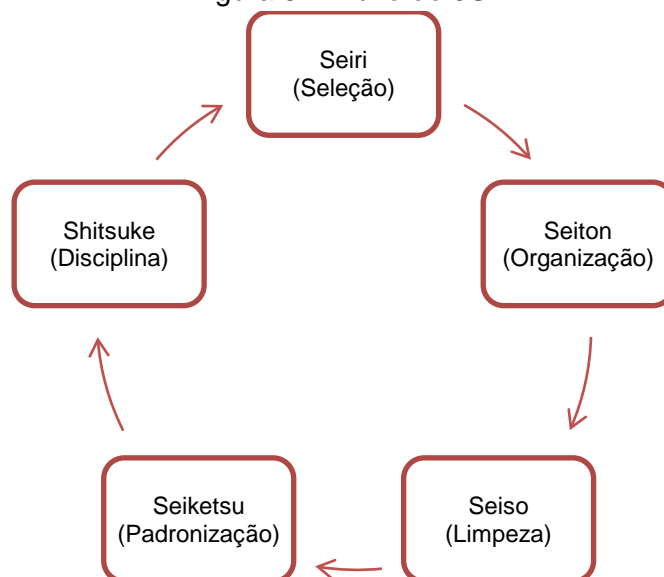 Seiri
(Seleção)
Seiton
(Organização)
Seiso
(Limpeza)
Seiketsu
(Padronização)
Shitsuke
(Disciplina)